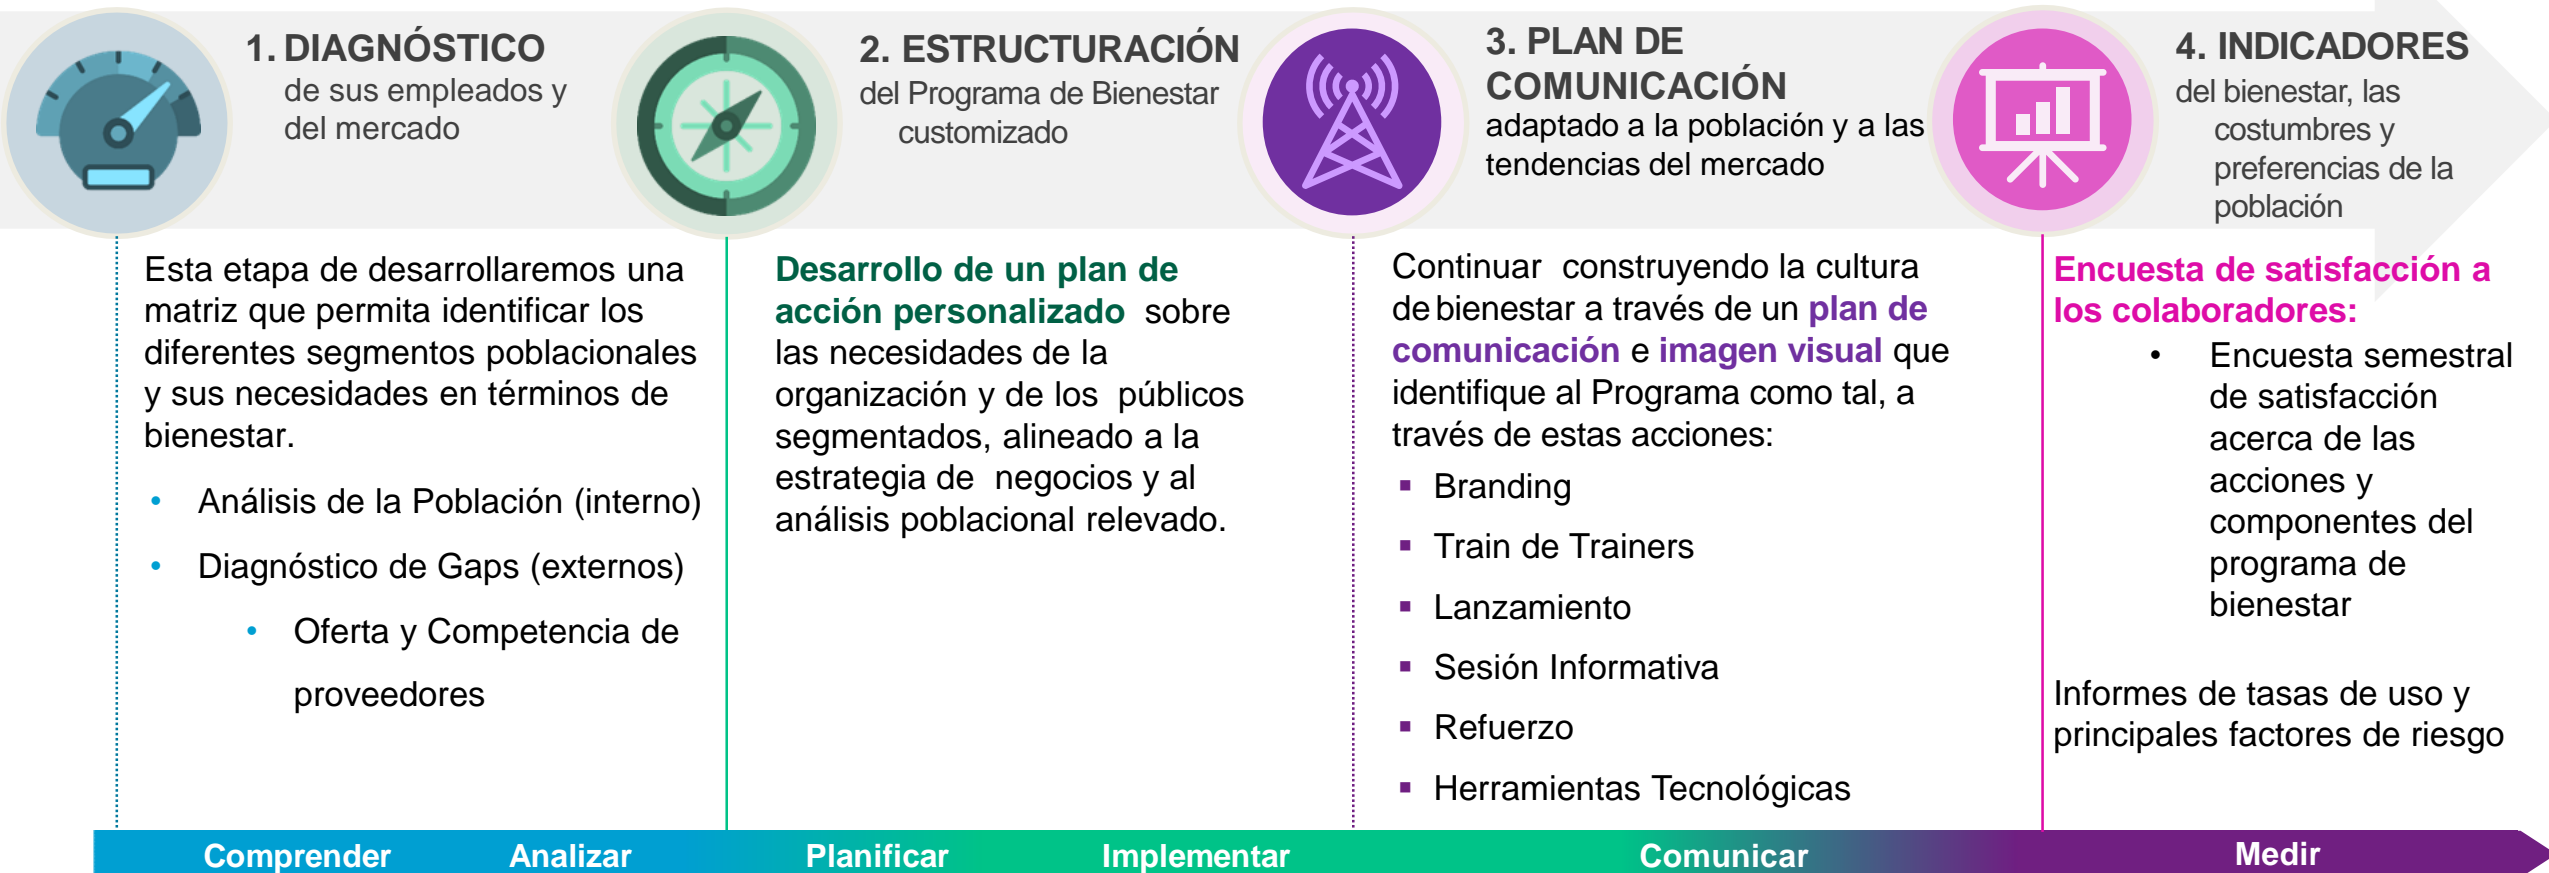 1. DIAGNÓSTICO
de sus empleados y
del mercado
2. ESTRUCTURACIÓN
del Programa de Bienestar
customizado
3. PLAN DE
COMUNICACIÓN
adaptado a la población y a las
tendencias del mercado
4. INDICADORES
del bienestar, las
costumbres y
preferencias de la
población
Esta etapa de desarrollaremos una
matriz que permita identificar los
diferentes segmentos poblacionales
y sus necesidades en términos de
bienestar.
• Análisis de la Población (interno)
• Diagnóstico de Gaps (externos)
• Oferta y Competencia de
proveedores
Desarrollo de un plan de
acción personalizado sobre
las necesidades de la
organización y de los públicos
segmentados, alineado a la
estrategia de negocios y al
análisis poblacional relevado.
Continuar construyendo la cultura
de bienestar a través de un plan de
comunicación e imagen visual que
identifique al Programa como tal, a
través de estas acciones:
▪ Branding
▪ Train de Trainers
▪ Lanzamiento
▪ Sesión Informativa
▪ Refuerzo
▪ Herramientas Tecnológicas
Encuesta de satisfacción a
los colaboradores:
• Encuesta semestral
de satisfacción
acerca de las
acciones y
componentes del
programa de
bienestar
Informes de tasas de uso y
principales factores de riesgo
Comprender Analizar Planificar Implementar Comunicar Medir